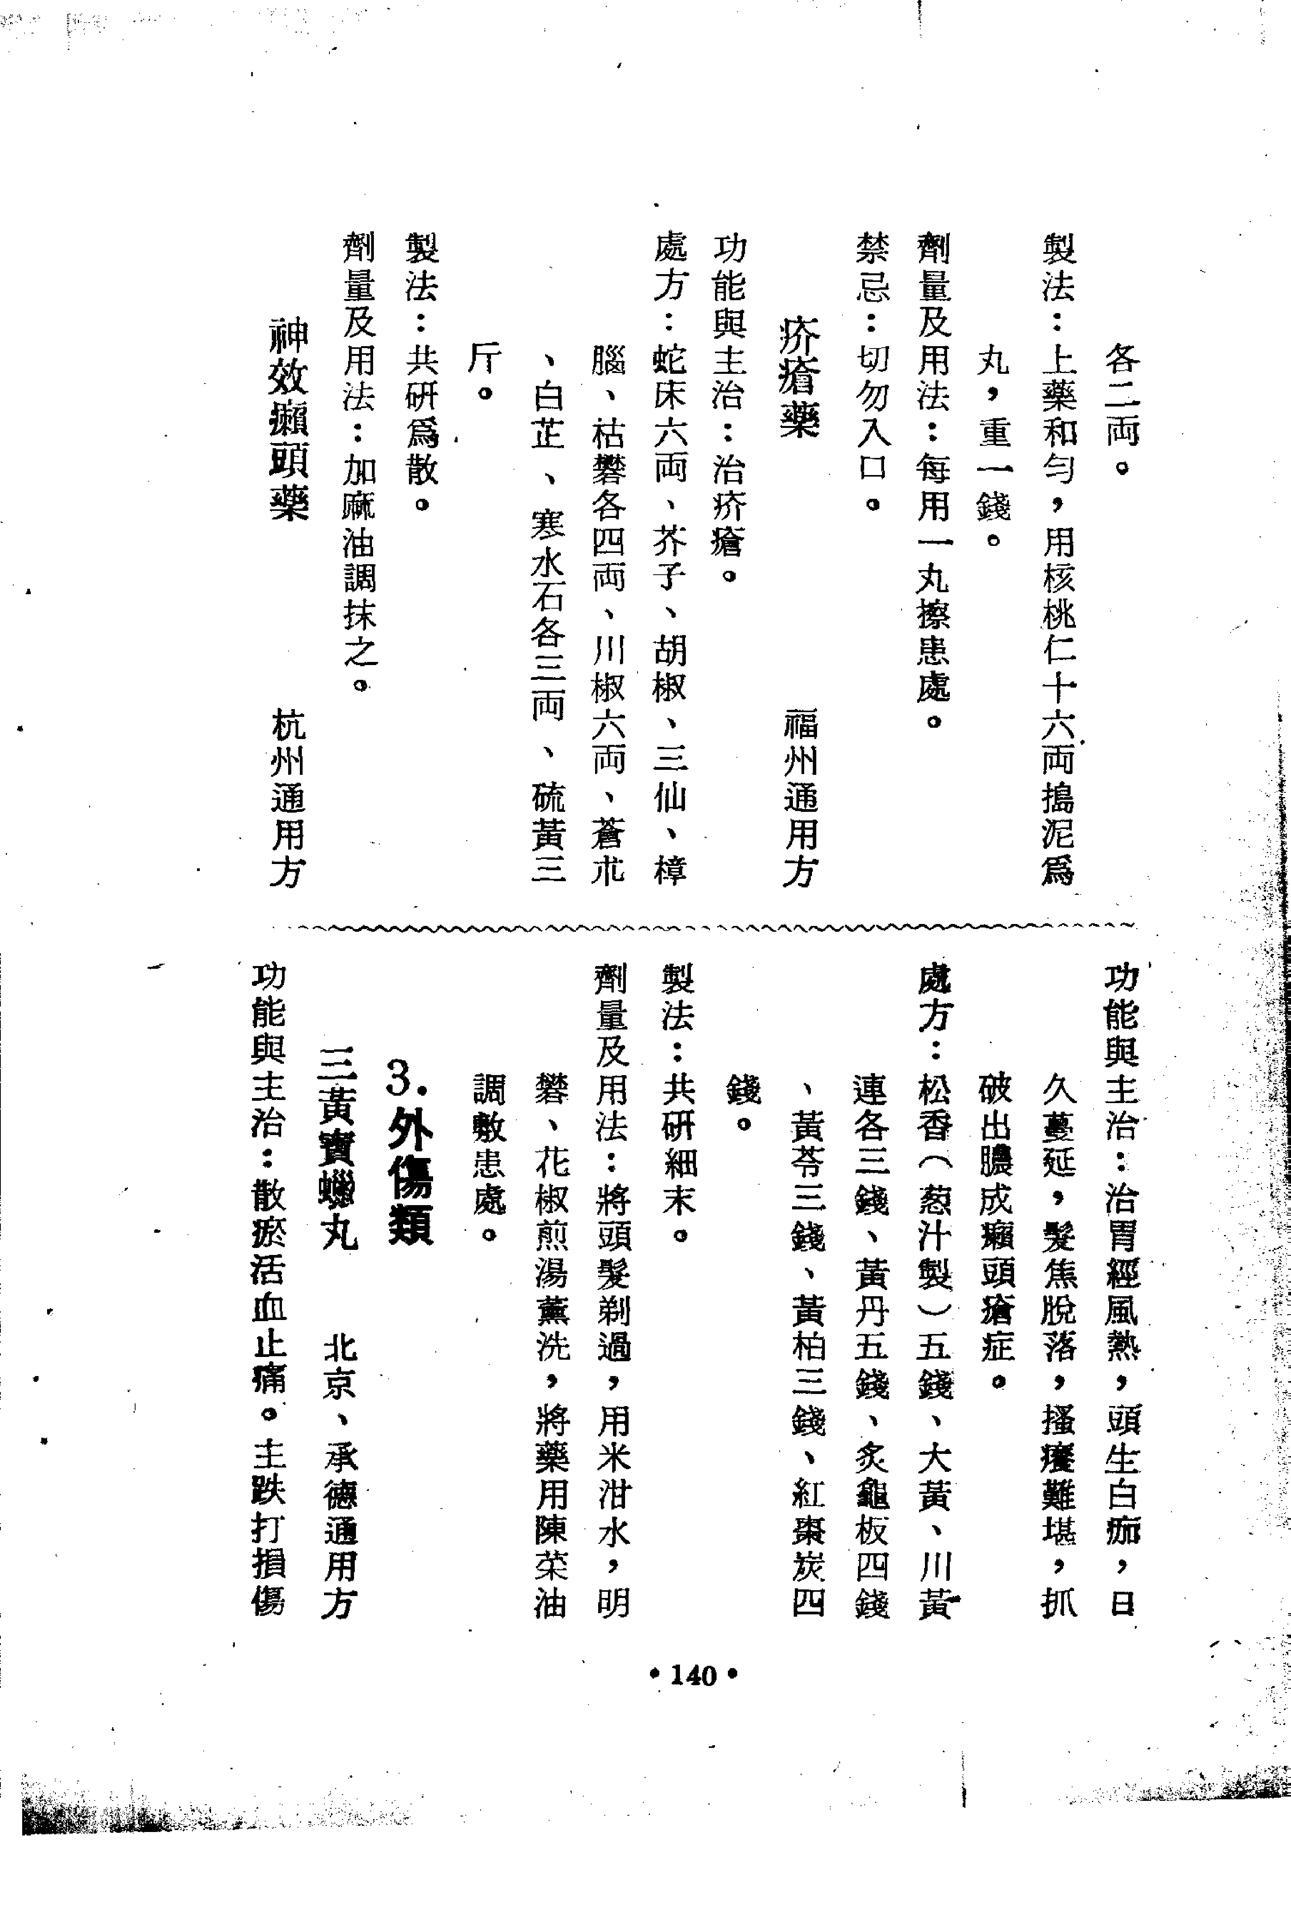 各二両。
製法：上藥和勻，用核桃仁十六両搗泥爲
丸，重一錢。
劑量及用法：每用一丸擦患處。
禁忌：切勿入口。
疥瘡藥　福州通用方
功能與主治：治疥瘡。
處方：蛇床六両、芥子、胡椒、三仙、樟
腦、枯礬各四両、川椒六両、蒼朮
、白芷、寒水石各三両、硫黃三
斤。
製法：共研爲散。
劑量及用法：加麻油調抹之。
神效癩頭藥　杭州通用方
功能與主治：治胃經風熱，頭生白痂，日
久蔓延，髮焦脫落，搔癢難堪，抓
破出膿成癩頭瘡症。
處方：松香（葱汁製）五錢、大黃、川黃
連各三錢、黃丹五錢、炙龜板四錢
、黃芩三錢、黃柏三錢、紅棗炭四
錢。
製法：共研細末。
劑量及用法：將頭髮剃過，用米泔水，明
礬、花椒煎湯薰洗，將藥用陳菜油
調敷患處。
3.外傷類
三黃寶蠟丸　北京、承德通用方
功能與主治：散瘀活血止痛。主跌打損傷
•140•